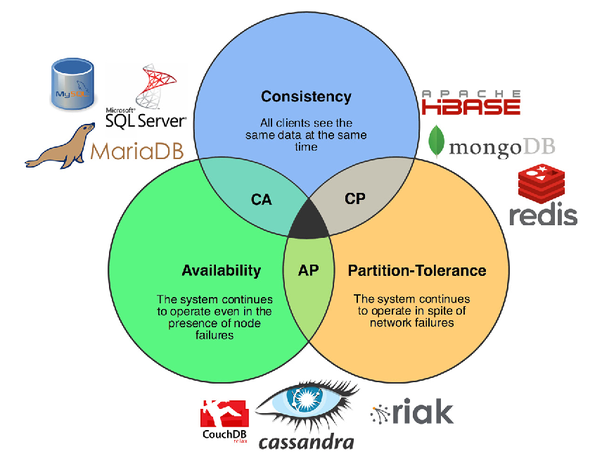 Consistency
All clients see the
same data at the same
time
MySQL
Microsoft®
SQL Server®
MariaDB
APACHE
HBASE
mongoDB
redis
CA
CP
AP
Availability
The system continues
to operate even in the
presence of node
failures
Partition-Tolerance
The system continues
to operate in spite of
network failures
CouchDB
relax
cassandra
riak